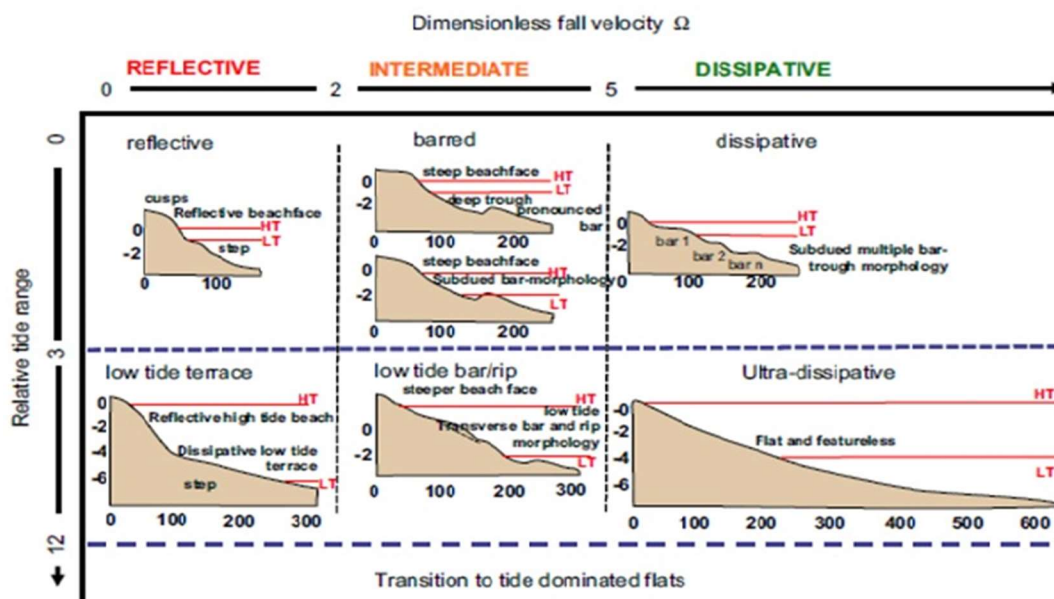 Dimensionless fall velocity Ω
REFLECTIVE
INTERMEDIATE
DISSIPATIVE
0
2
5
Relative tide range
0
3
12
reflective
cusps
Reflective beachface
HT
LT
step
0
-2
0
100
barred
steep beachface
HT
LT
deep trough
pronounced
bar
0
-2
0
100
200
steep beachface
HT
Subdued bar-morphology
LT
0
-2
0
100
200
dissipative
HT
LT
bar 1
bar 2
bar n
Subdued multiple bar-
trough morphology
0
-2
0
100
200
low tide terrace
HT
Reflective high tide beach
Dissipative low tide
terrace
step
LT
0
-2
-4
-6
0
100
200
300
low tide bar/rip
steeper beach face
HT
low tide
Transverse bar and rip
morphology
LT
0
-2
0
100
200
300
Ultra-dissipative
HT
Flat and featureless
LT
-0
-2
-4
-6
0
100
200
300
400
500
600
Transition to tide dominated flats